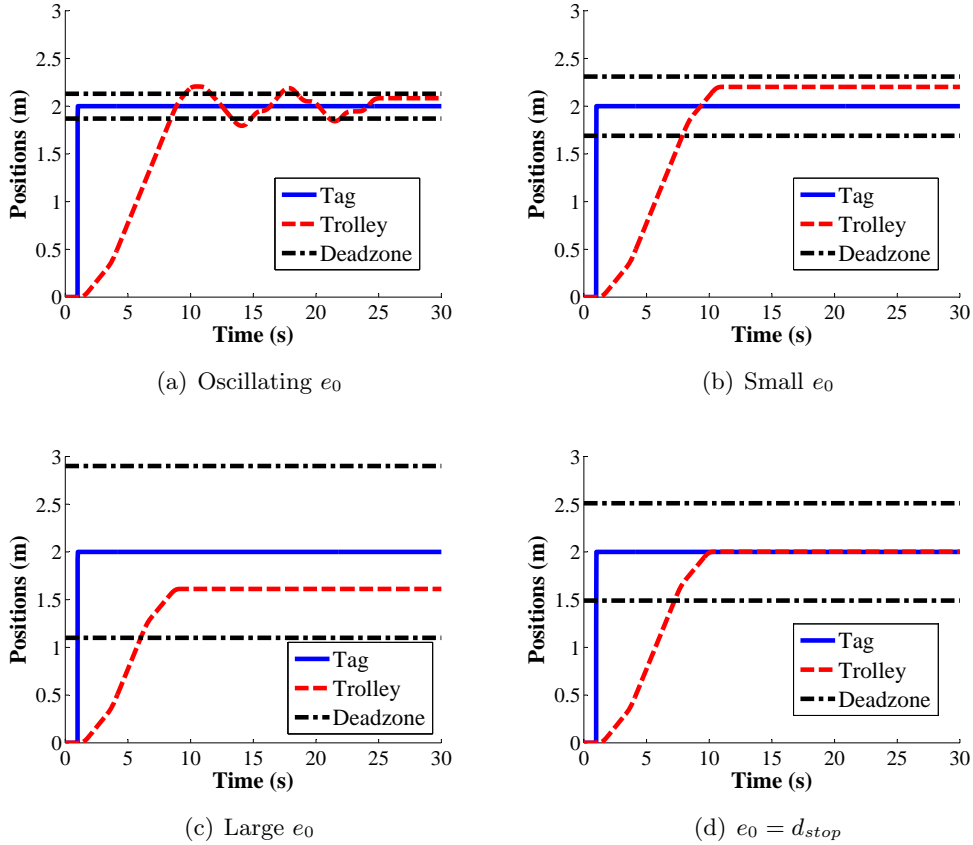 3
2.5
2
1.5
1
0.5
0
0 5 10 15 20 25 30
Positions (m)
Time (s)
Tag
Trolley
Deadzone
(a) Oscillating e0
3
2.5
2
1.5
1
0.5
0
0 5 10 15 20 25 30
Positions (m)
Time (s)
Tag
Trolley
Deadzone
(b) Small e0
3
2.5
2
1.5
1
0.5
0
0 5 10 15 20 25 30
Positions (m)
Time (s)
Tag
Trolley
Deadzone
(c) Large e0
3
2.5
2
1.5
1
0.5
0
0 5 10 15 20 25 30
Positions (m)
Time (s)
Tag
Trolley
Deadzone
(d) e0 = dstop